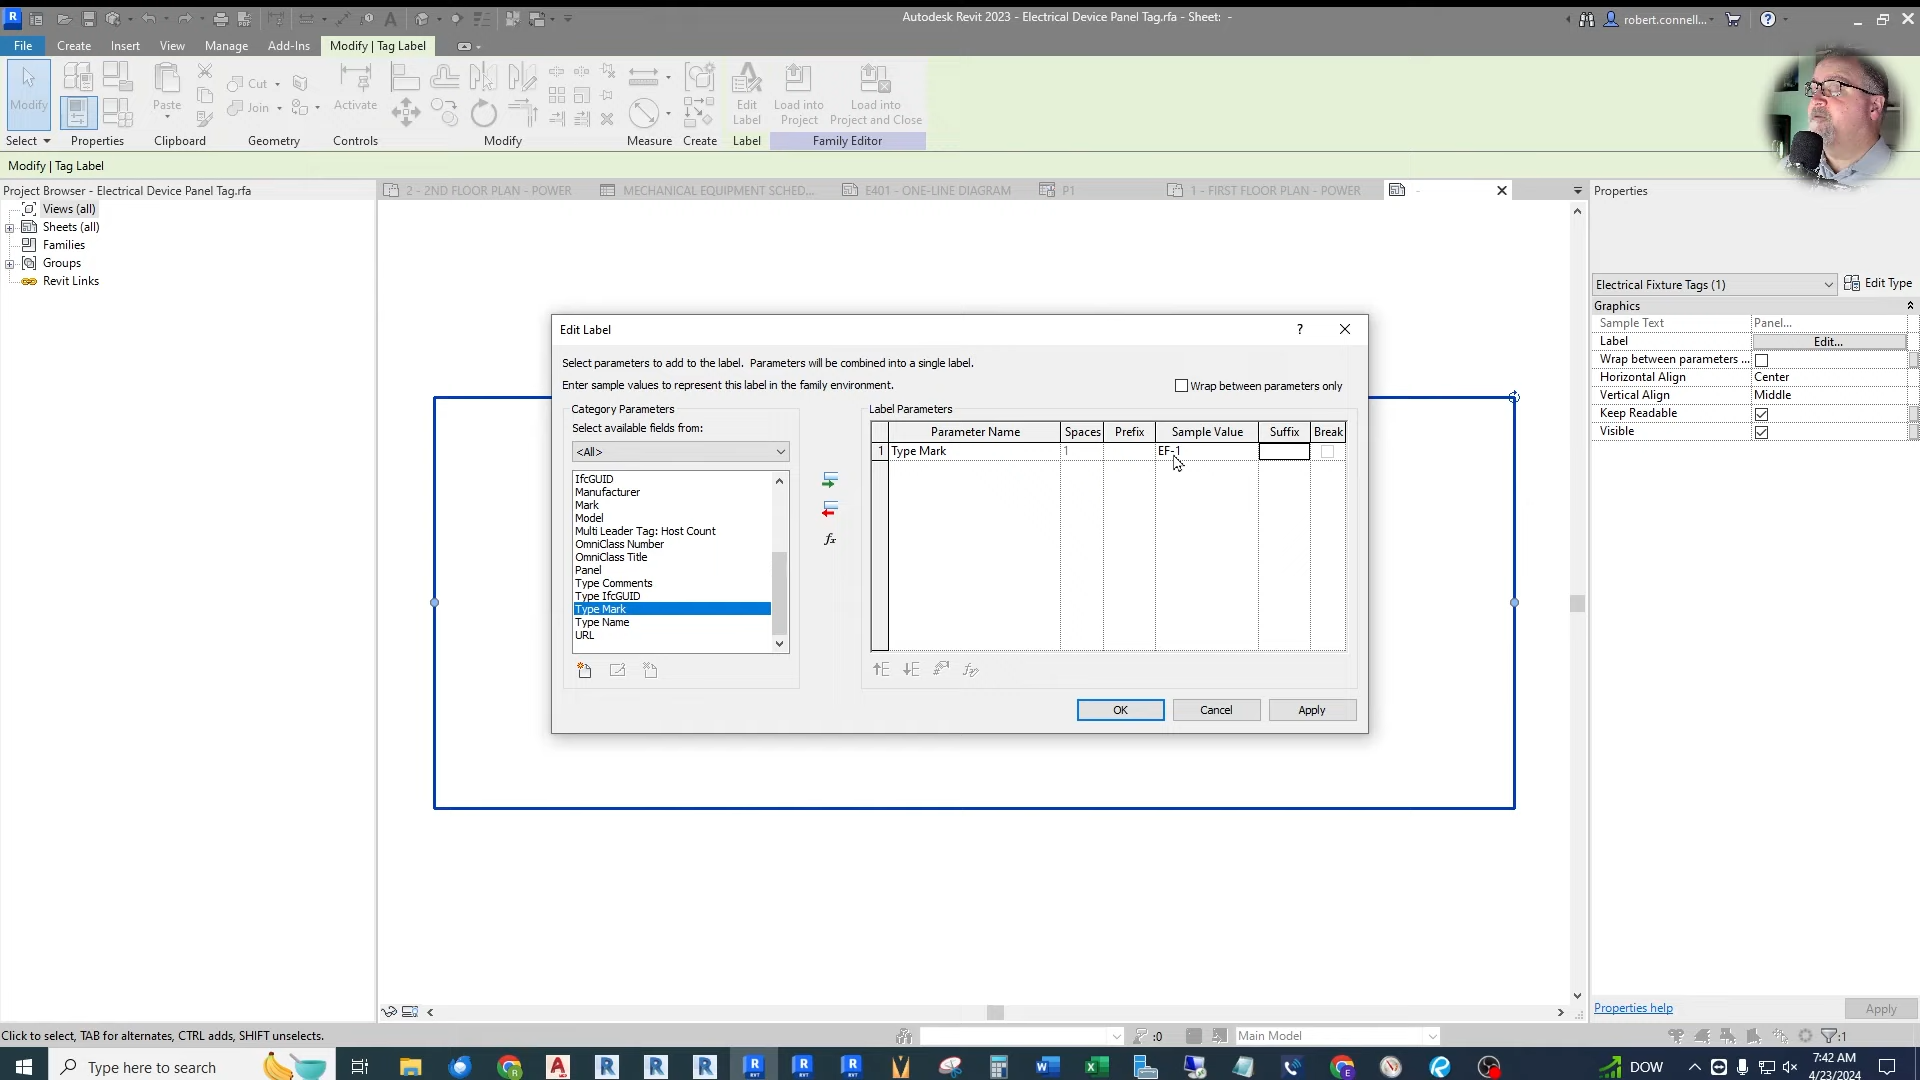 Autodesk Revit 2023 - Electrical Device Panel Tag.rfa - Sheet:  -
robert.connell...
File Create Insert View Manage Add-Ins Modify | Tag Label
Modify
Paste
Cut
Join
Activate
Edit Label
Load into Project
Load into Project and Close
Select
Properties
Clipboard
Geometry
Controls
Modify
Measure
Create
Label
Family Editor
Modify | Tag Label
Project Browser - Electrical Device Panel Tag.rfa
Views (all)
Sheets (all)
Families
Groups
Revit Links
2 - 2ND FLOOR PLAN - POWER
MECHANICAL EQUIPMENT SCHED...
E401 - ONE-LINE DIAGRAM
P1
1 - FIRST FLOOR PLAN - POWER
-
Edit Label
Select parameters to add to the label.  Parameters will be combined into a single label.
Enter sample values to represent this label in the family environment.
Wrap between parameters only
Category Parameters
Select available fields from:
<All>
IfcGUID
Manufacturer
Mark
Model
Multi Leader Tag: Host Count
OmniClass Number
OmniClass Title
Panel
Type Comments
Type IfcGUID
Type Mark
Type Name
URL
Label Parameters
Parameter Name Spaces Prefix Sample Value Suffix Break
1 Type Mark 1 EF-1
OK Cancel Apply
Properties
Electrical Fixture Tags (1)
Edit Type
Graphics
Sample Text Panel...
Label Edit...
Wrap between parameters ...
Horizontal Align Center
Vertical Align Middle
Keep Readable
Visible
Properties help
Apply
Click to select, TAB for alternates, CTRL adds, SHIFT unselects.
:0
Main Model
:1
Type here to search
DOW
7:42 AM
4/23/2024